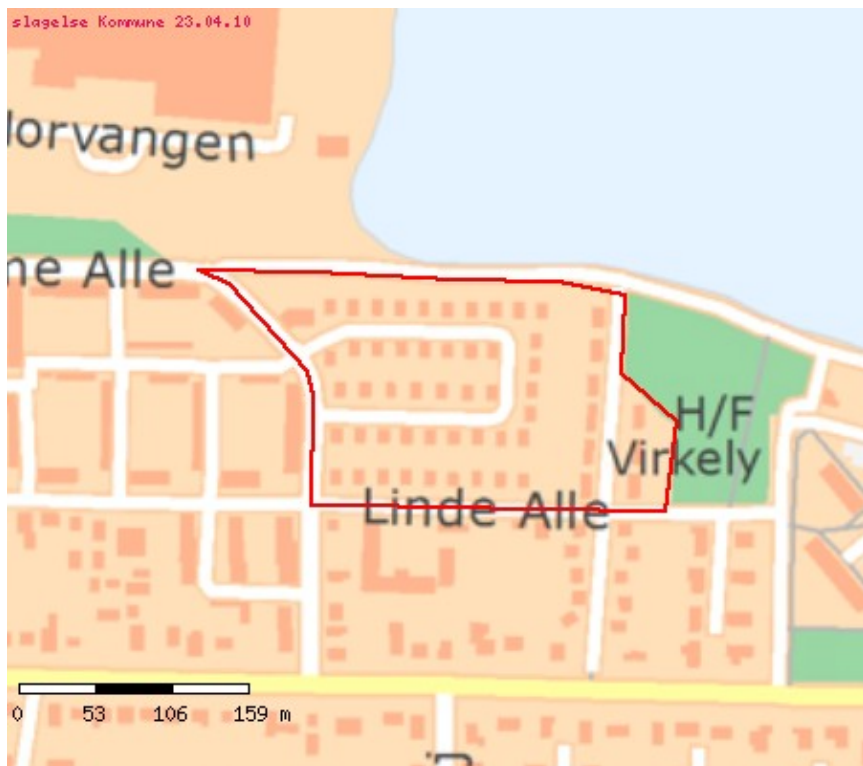 slagelse Kommune 23.04.10
lorvangen
ne Alle
H/F
Virkely
Linde Alle
0 53 106 159 m